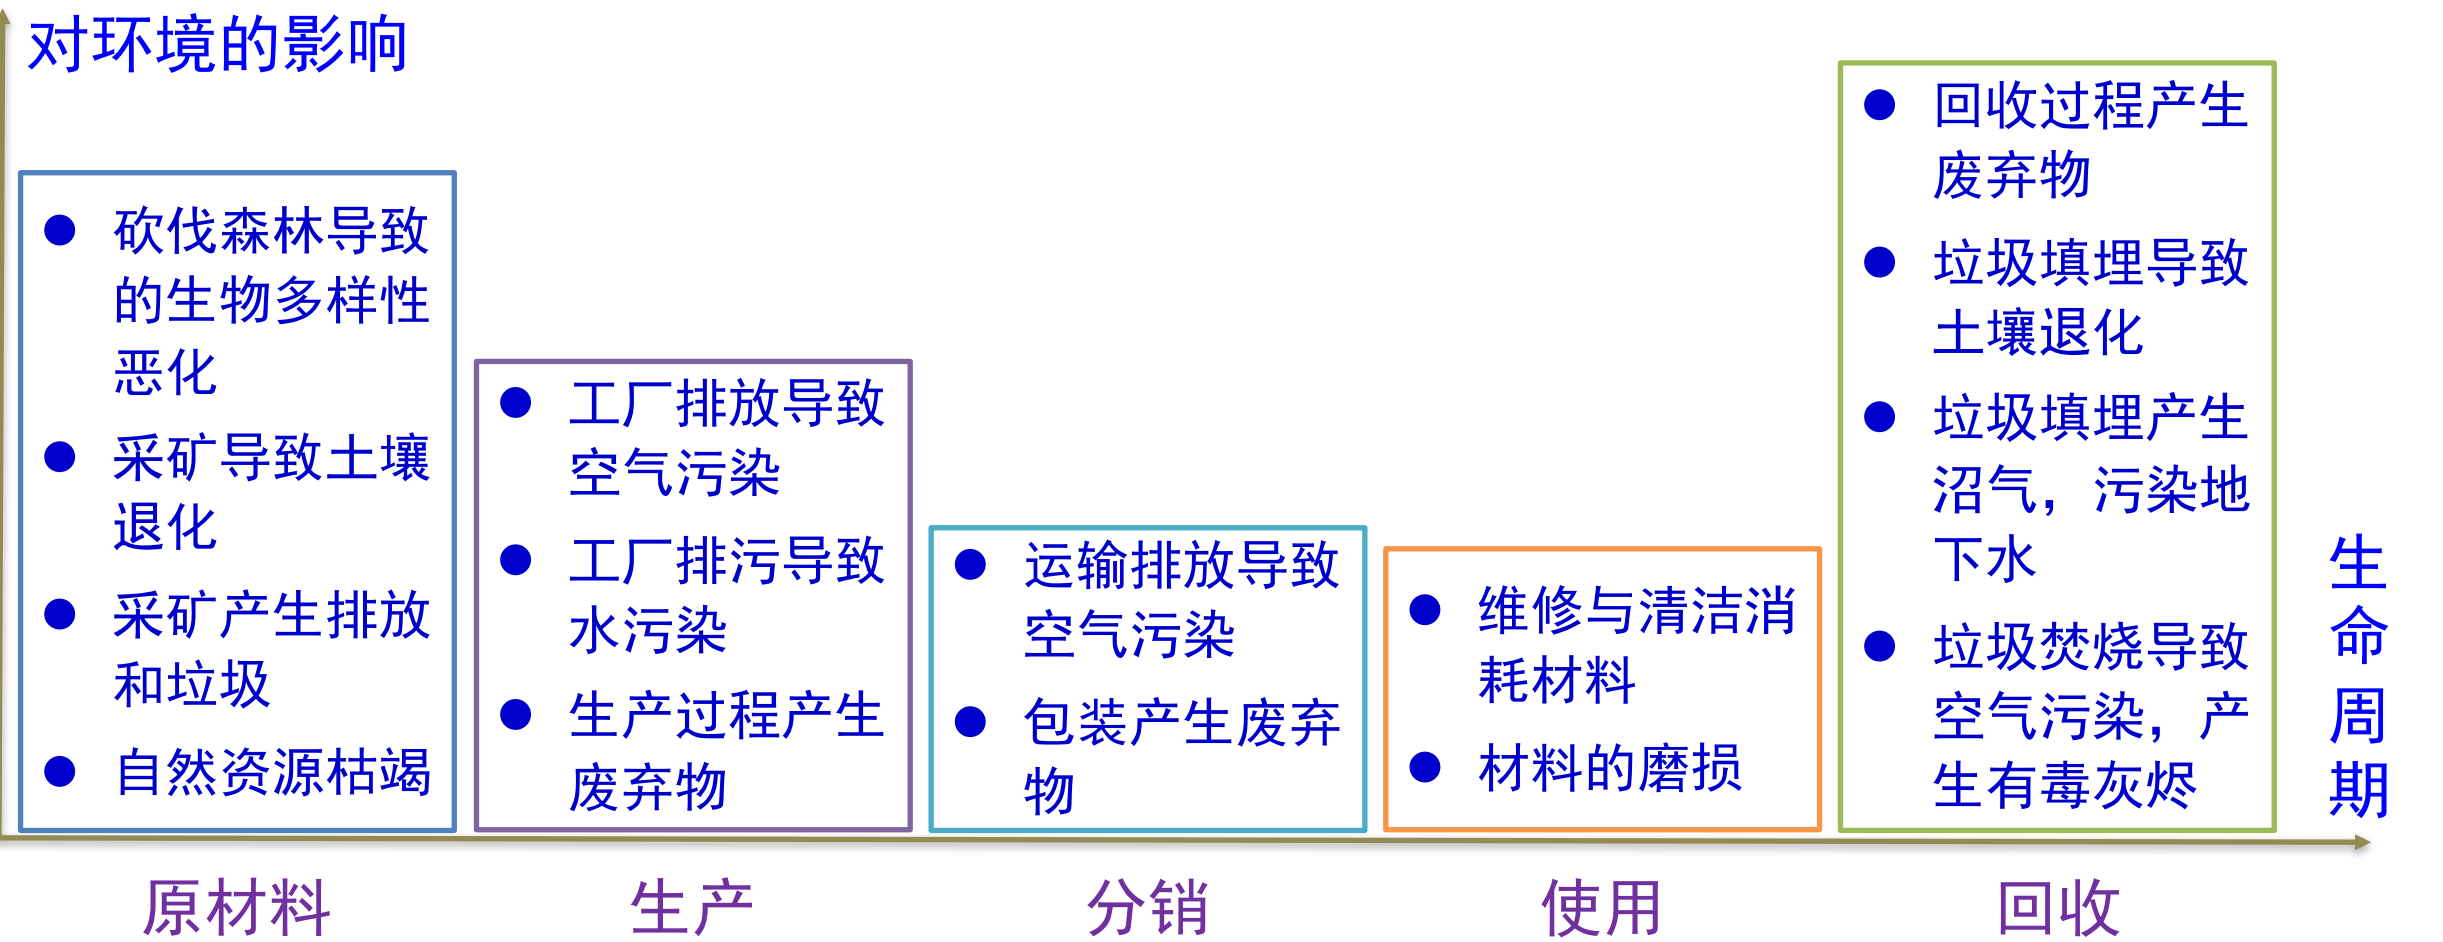 对环境的影响
砍伐森林导致
的生物多样性
恶化
采矿导致土壤
退化
采矿产生排放
和垃圾
自然资源枯竭
工厂排放导致
空气污染
工厂排污导致
水污染
生产过程产生
废弃物
运输排放导致
空气污染
包装产生废弃
物
维修与清洁消
耗材料
材料的磨损
回收过程产生
废弃物
垃圾填埋导致
土壤退化
垃圾填埋产生
沼气，污染地
下水
垃圾焚烧导致
空气污染，产
生有毒灰烬
生命周期
原材料
生产
分销
使用
回收